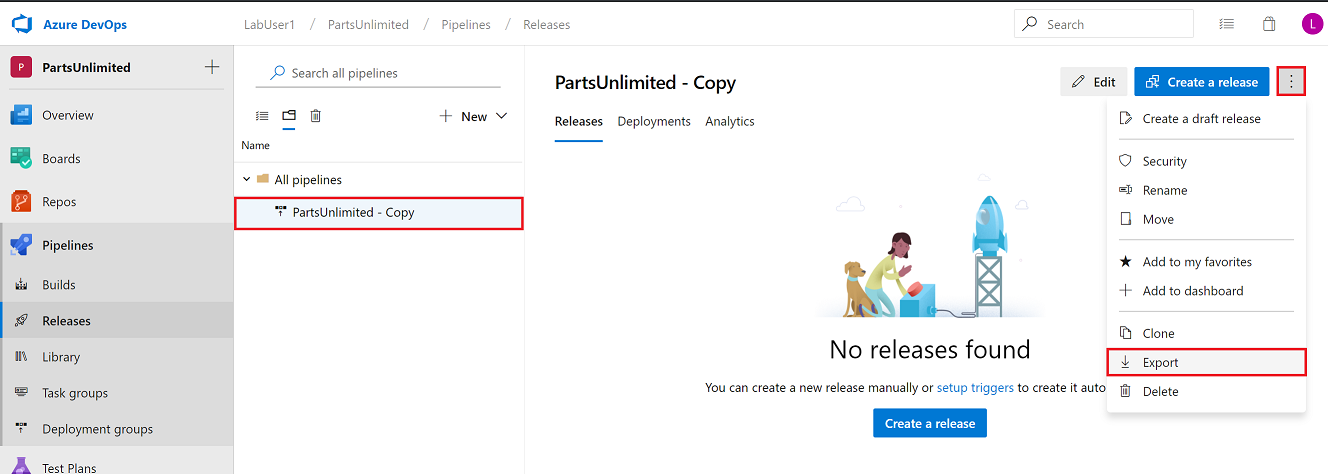 Azure DevOps
LabUser1 / PartsUnlimited / Pipelines / Releases
Search
L
P PartsUnlimited
Overview
Boards
Repos
Pipelines
Builds
Releases
Library
Task groups
Deployment groups
Test Plans
Search all pipelines
New
Name
All pipelines
PartsUnlimited - Copy
PartsUnlimited - Copy
Edit
Create a release
Releases Deployments Analytics
No releases found
You can create a new release manually or setup triggers to create it auto
Create a release
Create a draft release
Security
Rename
Move
Add to my favorites
Add to dashboard
Clone
Export
Delete